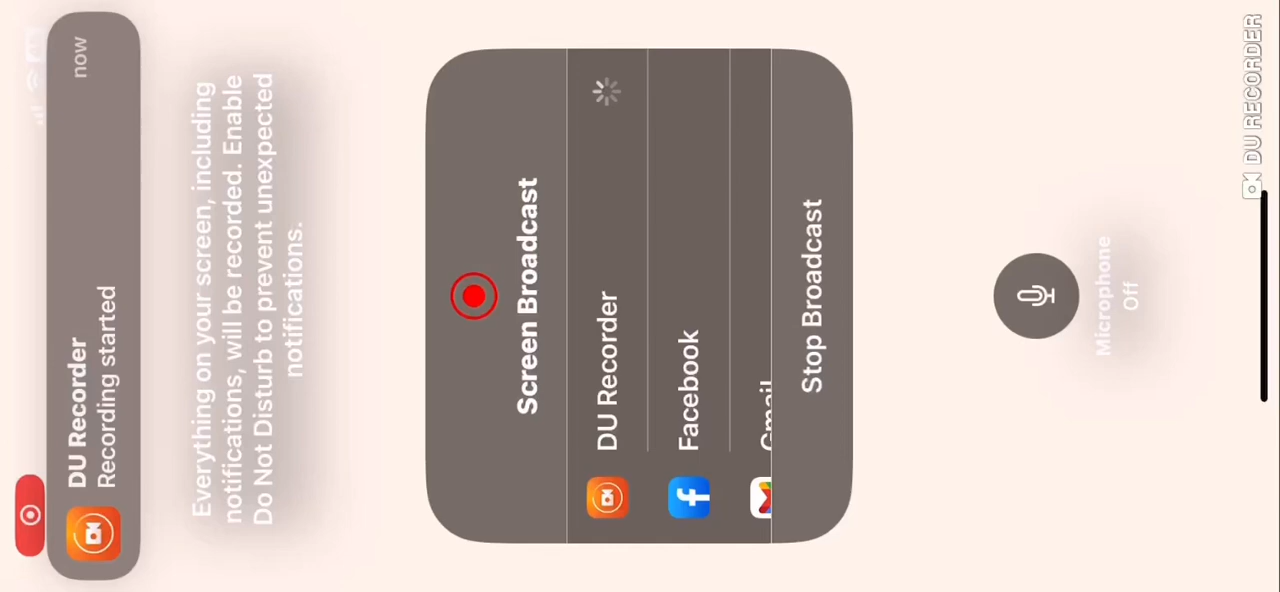 DU Recorder
now
Recording started
Everything on your screen, including
notifications, will be recorded. Enable
Do Not Disturb to prevent unexpected
notifications.
Screen Broadcast
DU Recorder
Facebook
Gmail
Stop Broadcast
Microphone
Off
DU RECORDER